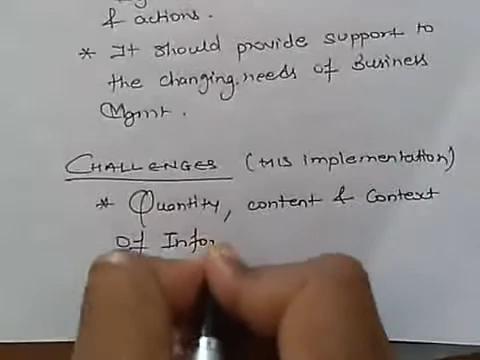 & actions.
* It should provide support to
the changing needs of Business
Mgmt.
CHALLENGES (MIS implementation)
* Quantity, content & Context
Of Infor